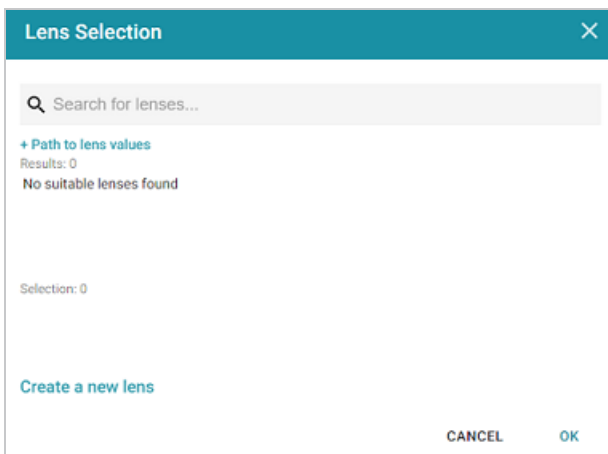 Lens Selection
Search for lenses...
+ Path to lens values
Results: 0
No suitable lenses found
Selection: 0
Create a new lens
CANCEL OK